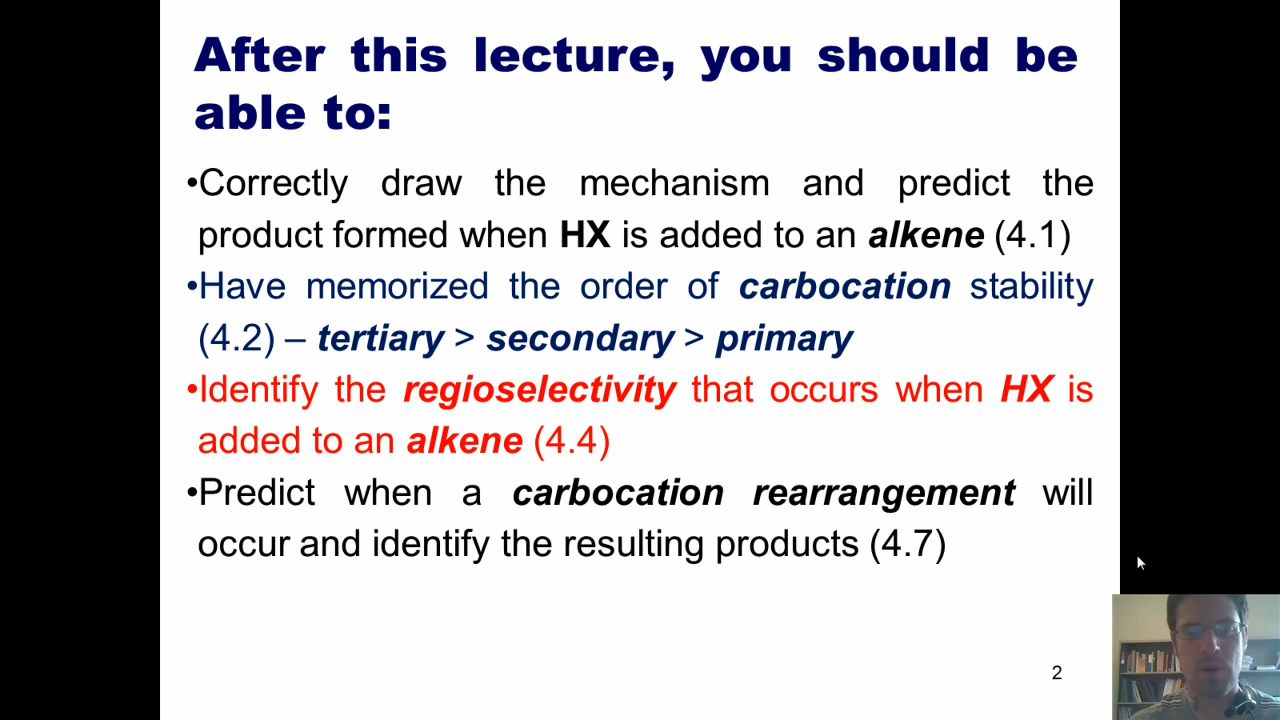 After this lecture, you should be
able to:
•Correctly draw the mechanism and predict the
product formed when HX is added to an alkene (4.1)
•Have memorized the order of carbocation stability
(4.2) – tertiary > secondary > primary
•Identify the regioselectivity that occurs when HX is
added to an alkene (4.4)
•Predict when a carbocation rearrangement will
occur and identify the resulting products (4.7)
2